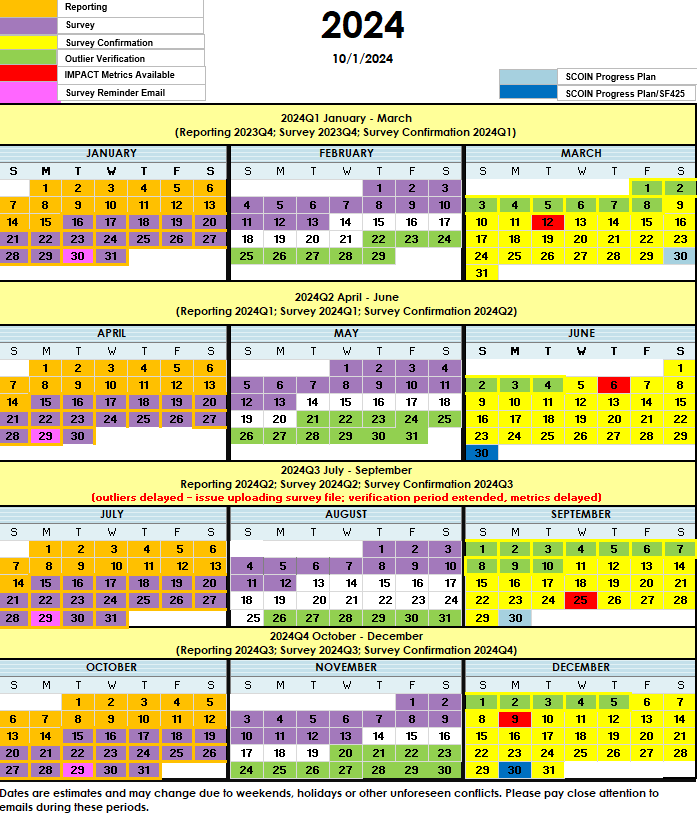 Reporting
2024
Survey
Survey Confirmation
10/1/2024
Outlier Verification
IMPACT Metrics Available
SCOIN Progress Plan
Survey Reminder Email
SCOIN Progress Plan/SF425
2024Q1 January - March
(Reporting 2023Q4; Survey 2023Q4; Survey Confirmation 2024Q1)
JANUARY FEBRUARY MARCH
S M T W T F S S M T W T F S S M T W T F S
1 2 3 4 5 6 1 2 3 1 2
7 8 9 10 11 12 13 4 5 6 7 8 9 10 3 4 5 6 7 8 9
14 15 16 17 18 19 20 11 12 13 14 15 16 17 10 11 12 13 14 15 16
21 22 23 24 25 26 27 18 19 20 21 22 23 24 17 18 19 20 21 22 23
28 29 30 31 25 26 27 28 29 24 25 26 27 28 29 30
31
2024Q2 April - June
(Reporting 2024Q1; Survey 2024Q1; Survey Confirmation 2024Q2)
APRIL MAY JUNE
S M T W T F S S M T W T F S S M T W T F S
1 2 3 4 5 6 1 2 3 4 1
7 8 9 10 11 12 13 5 6 7 8 9 10 11 2 3 4 5 6 7 8
14 15 16 17 18 19 20 12 13 14 15 16 17 18 9 10 11 12 13 14 15
21 22 23 24 25 26 27 19 20 21 22 23 24 25 16 17 18 19 20 21 22
28 29 30 26 27 28 29 30 31 23 24 25 26 27 28 29
30
2024Q3 July - September
Reporting 2024Q2; Survey 2024Q2; Survey Confirmation 2024Q3
(outliers delayed - issue uploading survey file; verification period extended, metrics delayed)
JULY AUGUST SEPTEMBER
S M T W T F S S M T W T F S S M T W T F S
1 2 3 4 5 6 1 2 3 1 2 3 4 5 6 7
7 8 9 10 11 12 13 4 5 6 7 8 9 10 8 9 10 11 12 13 14
14 15 16 17 18 19 20 11 12 13 14 15 16 17 15 16 17 18 19 20 21
21 22 23 24 25 26 27 18 19 20 21 22 23 24 22 23 24 25 26 27 28
28 29 30 31 25 26 27 28 29 30 31 29 30
2024Q4 October - December
(Reporting 2024Q3; Survey 2024Q3; Survey Confirmation 2024Q4)
OCTOBER NOVEMBER DECEMBER
S M T W T F S S M T W T F S S M T W T F S
1 2 3 4 5 1 2 1 2 3 4 5 6 7
6 7 8 9 10 11 12 3 4 5 6 7 8 9 8 9 10 11 12 13 14
13 14 15 16 17 18 19 10 11 12 13 14 15 16 15 16 17 18 19 20 21
20 21 22 23 24 25 26 17 18 19 20 21 22 23 22 23 24 25 26 27 28
27 28 29 30 31 24 25 26 27 28 29 30 29 30 31
Dates are estimates and may change due to weekends, holidays or other unforeseen conflicts. Please pay close attention to
emails during these periods.